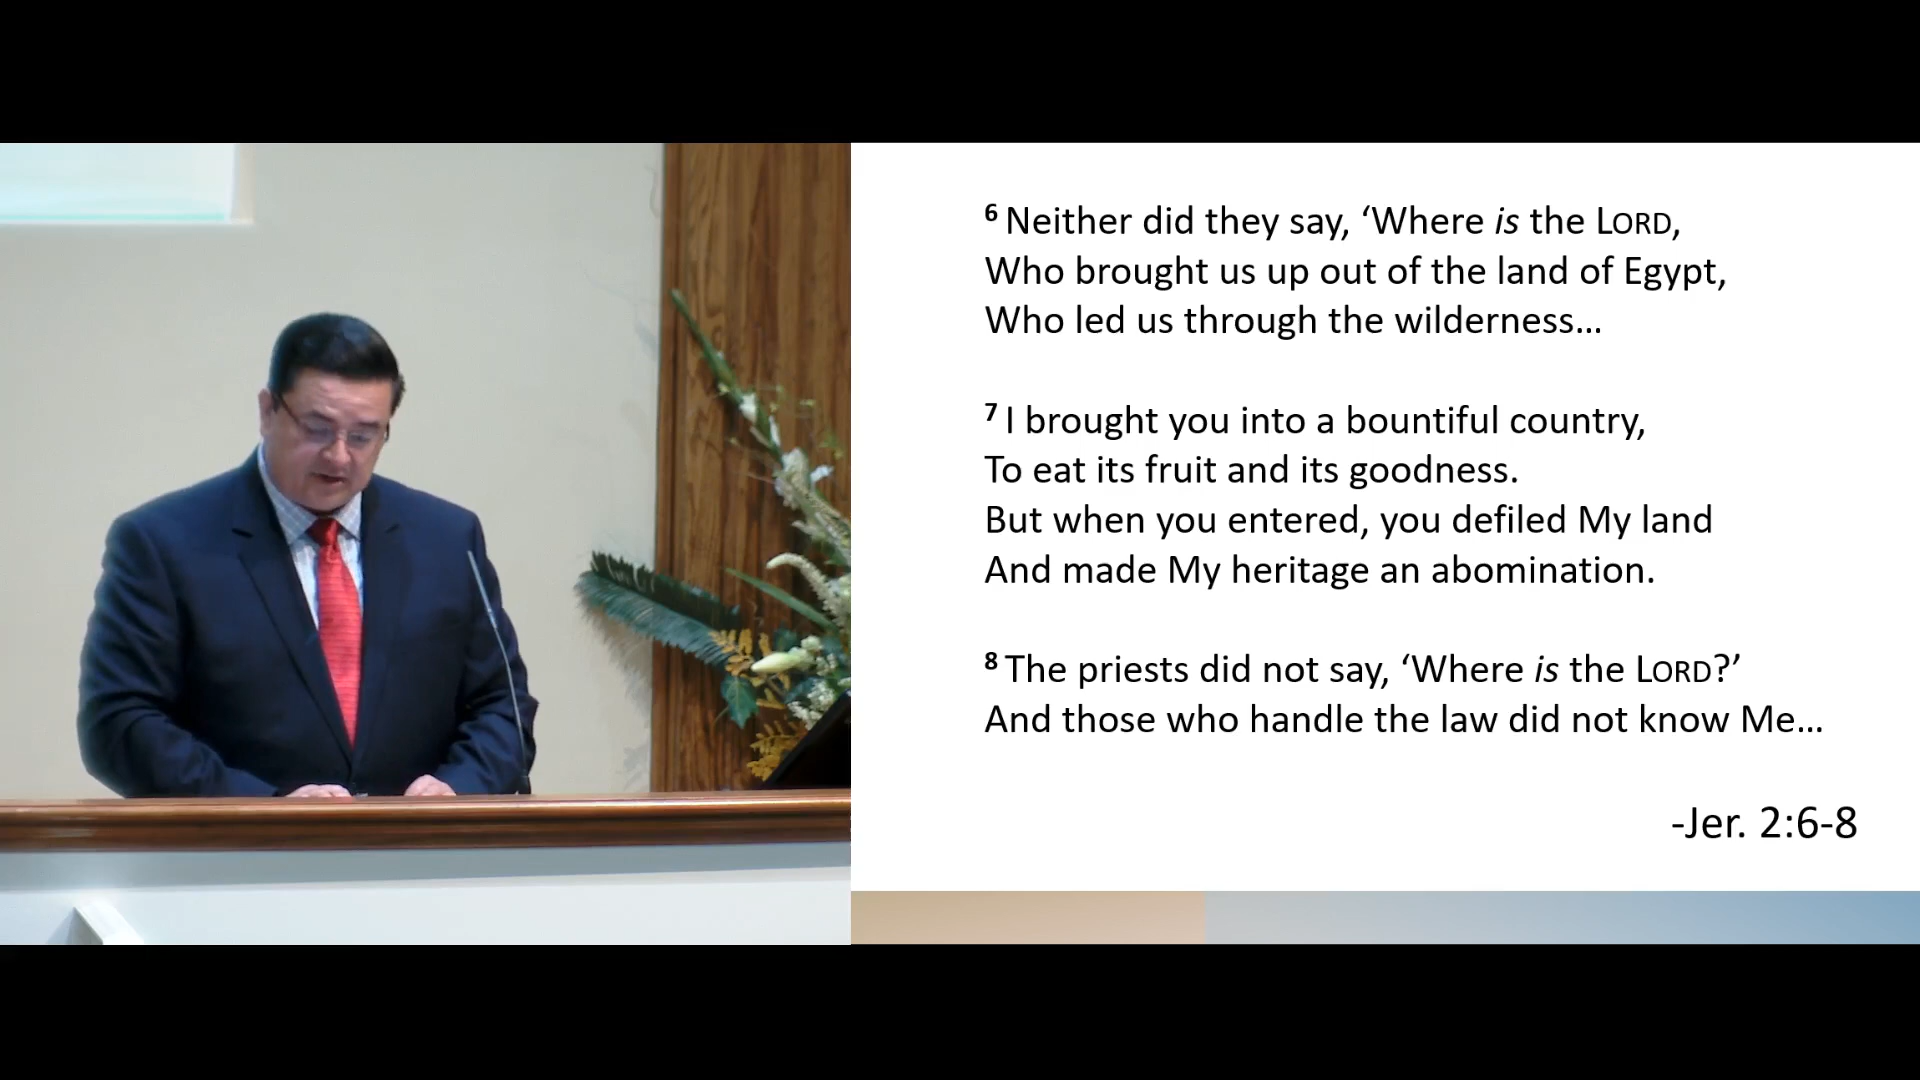 6 Neither did they say, ‘Where is the LORD,
Who brought us up out of the land of Egypt,
Who led us through the wilderness…
7 I brought you into a bountiful country,
To eat its fruit and its goodness.
But when you entered, you defiled My land
And made My heritage an abomination.
8 The priests did not say, ‘Where is the LORD?’
And those who handle the law did not know Me…
-Jer. 2:6-8